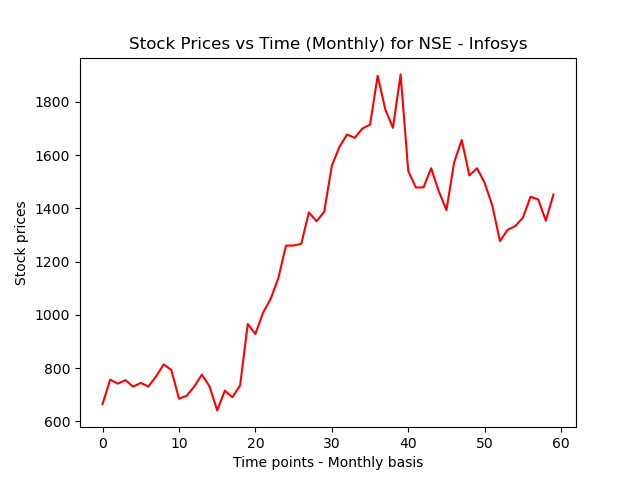 Stock Prices vs Time (Monthly) for NSE - Infosys
Stock prices
1800
1600
1400
1200
1000
800
600
0 10 20 30 40 50 60
Time points - Monthly basis